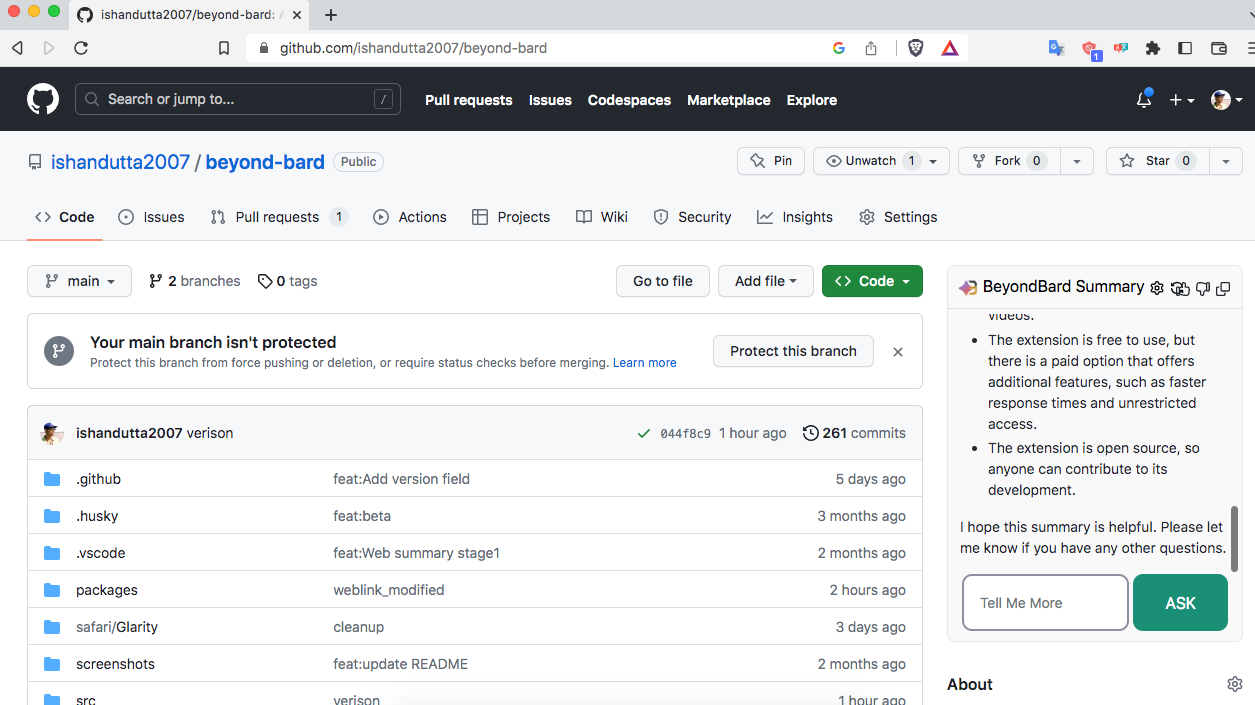 ishandutta2007/beyond-bard:
github.com/ishandutta2007/beyond-bard
1
Search or jump to... /
Pull requests Issues Codespaces Marketplace Explore
ishandutta2007 / beyond-bard Public
Pin Unwatch 1 Fork 0 Star 0
Code Issues Pull requests 1 Actions Projects Wiki Security Insights Settings
main 2 branches 0 tags Go to file Add file Code
Your main branch isn't protected
Protect this branch from force pushing or deletion, or require status checks before merging. Learn more
Protect this branch
ishandutta2007 verison 044f8c9 1 hour ago 261 commits
.github feat:Add version field 5 days ago
.husky feat:beta 3 months ago
.vscode feat:Web summary stage1 2 months ago
packages weblink_modified 2 hours ago
safari/Glarity cleanup 3 days ago
screenshots feat:update README 2 months ago
src verison 1 hour ago
BeyondBard Summary
videos.
• The extension is free to use, but
there is a paid option that offers
additional features, such as faster
response times and unrestricted
access.
• The extension is open source, so
anyone can contribute to its
development.
I hope this summary is helpful. Please let
me know if you have any other questions.
Tell Me More ASK
About